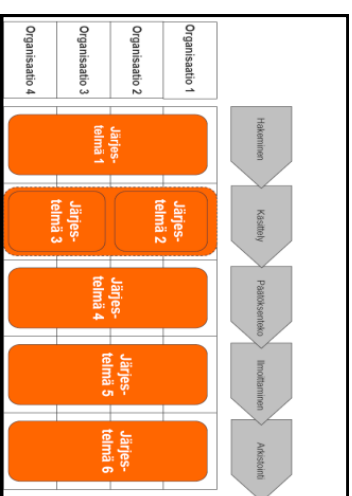 Hakeminen
Käsittely
Päätöksenteko
Ilmoittaminen
Arkistointi
Organisaatio 1
Organisaatio 2
Organisaatio 3
Organisaatio 4
Järjes-
telmä 1
Järjes-
telmä 2
Järjes-
telmä 3
Järjes-
telmä 4
Järjes-
telmä 5
Järjes-
telmä 6